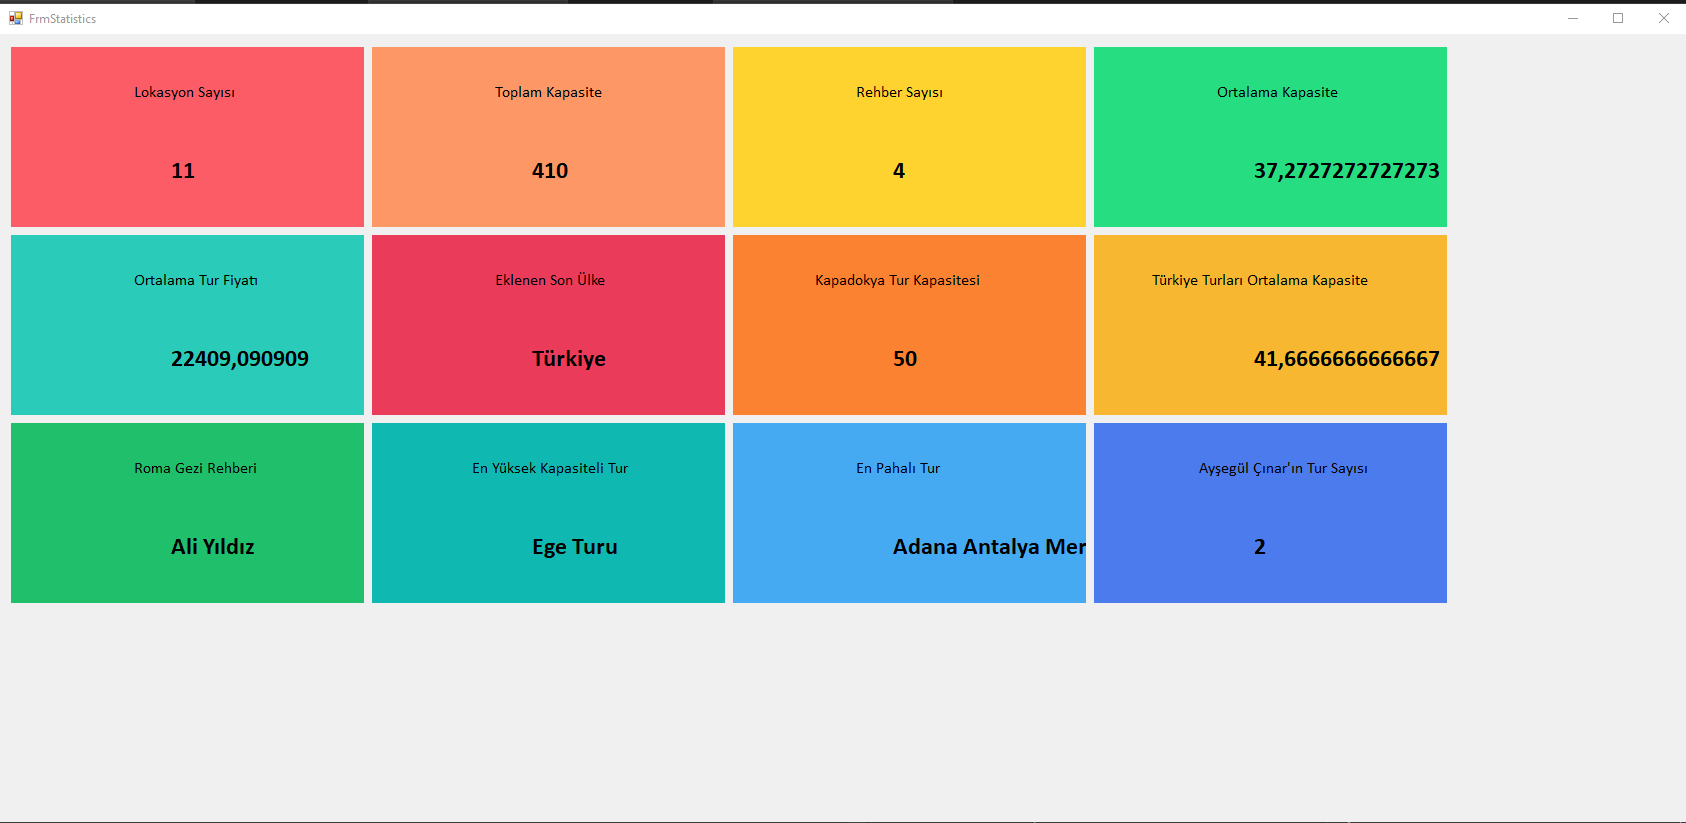 FrmStatistics
Lokasyon Sayısı
11
Toplam Kapasite
410
Rehber Sayısı
4
Ortalama Kapasite
37,2727272727273
Ortalama Tur Fiyatı
22409,090909
Eklenen Son Ülke
Türkiye
Kapadokya Tur Kapasitesi
50
Türkiye Turları Ortalama Kapasite
41,6666666666667
Roma Gezi Rehberi
Ali Yıldız
En Yüksek Kapasiteli Tur
Ege Turu
En Pahalı Tur
Adana Antalya Mer
Ayşegül Çınar'ın Tur Sayısı
2